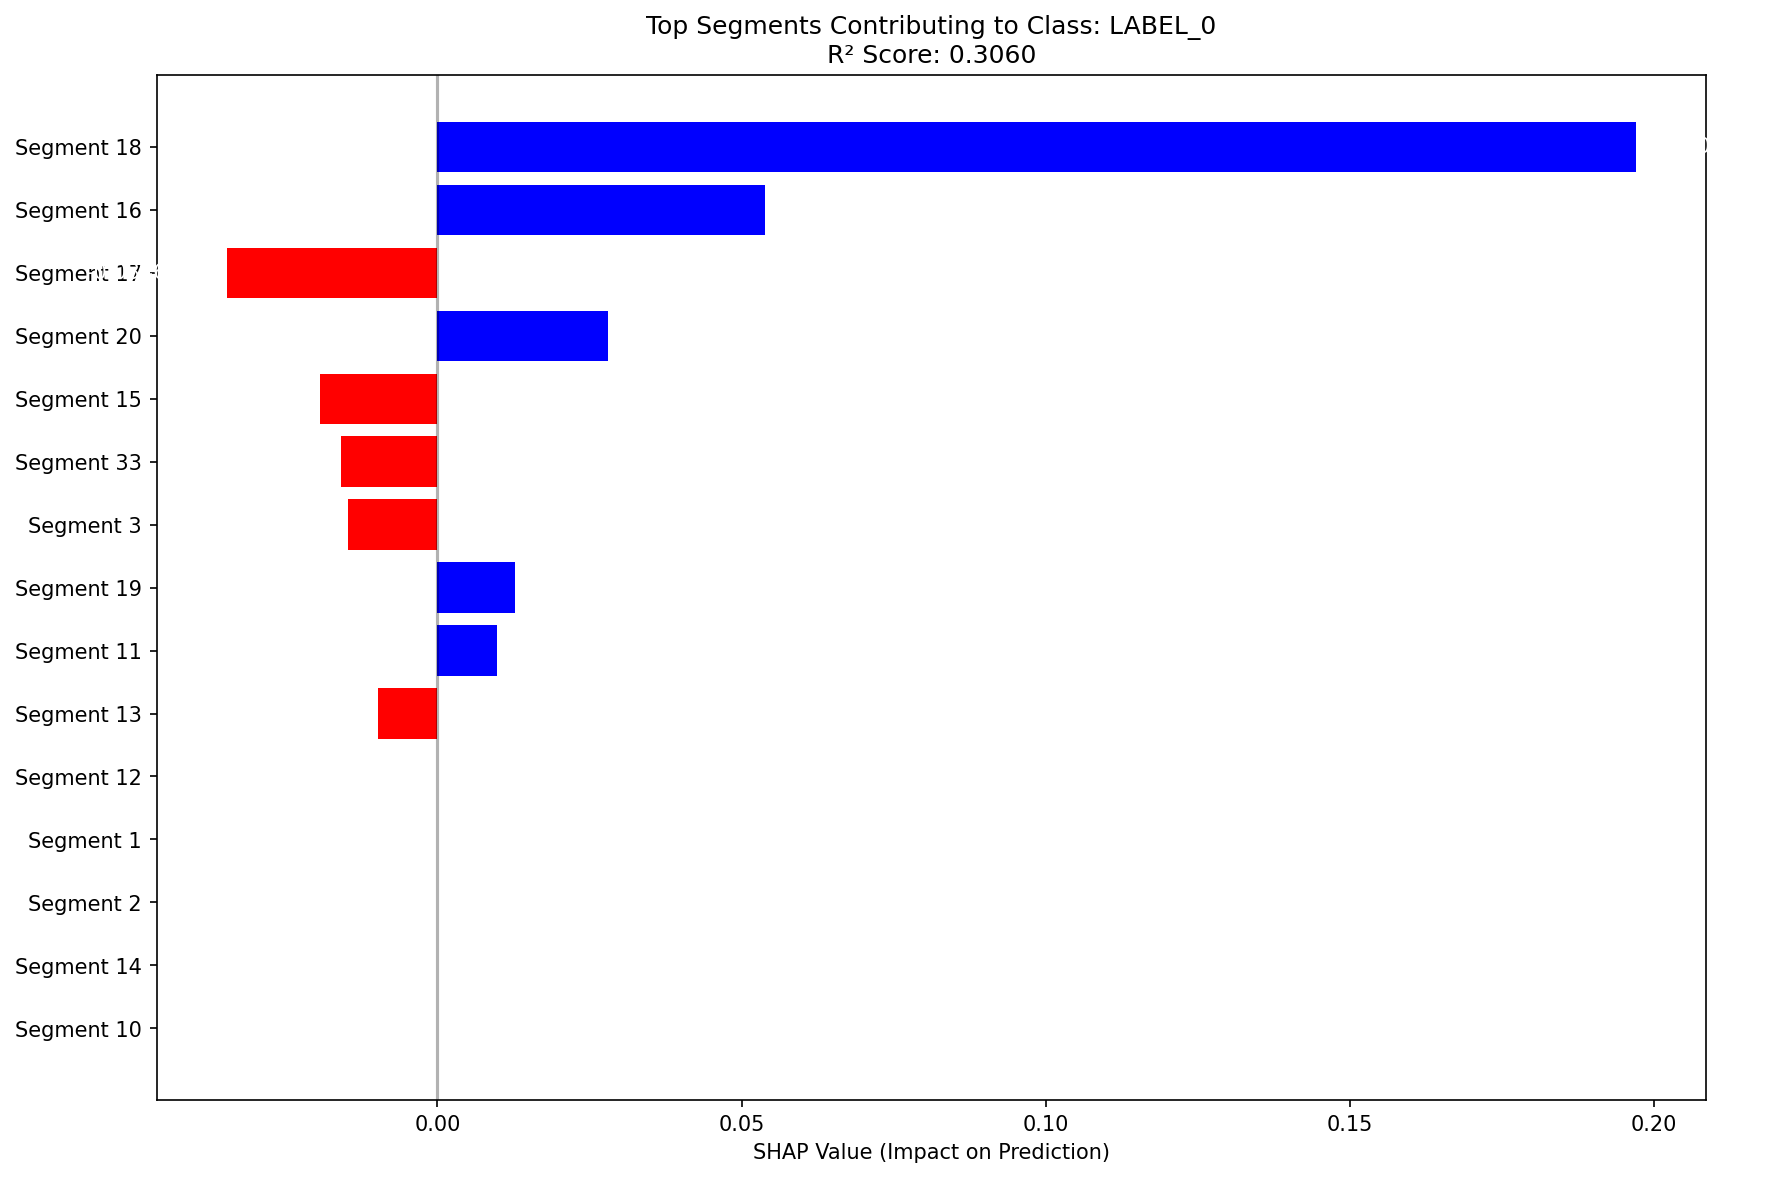 Top Segments Contributing to Class: LABEL_0
R² Score: 0.3060
Segment 18
Segment 16
Segment 17
Segment 20
Segment 15
Segment 33
Segment 3
Segment 19
Segment 11
Segment 13
Segment 12
Segment 1
Segment 2
Segment 14
Segment 10
0.00 0.05 0.10 0.15 0.20
SHAP Value (Impact on Prediction)